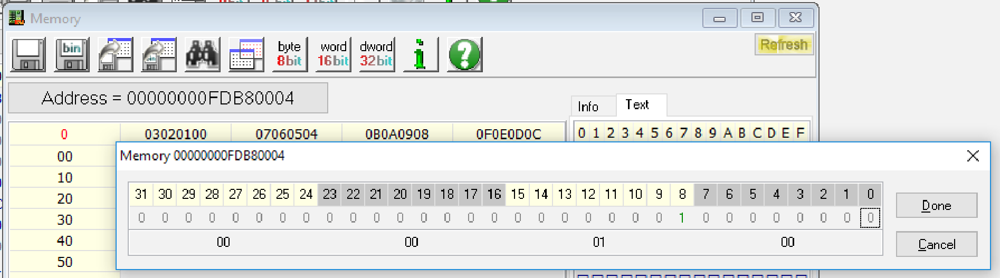 Memory
bin
byte 8bit
word 16bit
dword 32bit
Refresh
Address = 00000000FDB80004
Info Text
0 03020100 07060504 0B0A0908 0F0E0D0C
0 1 2 3 4 5 6 7 8 9 A B C D E F
00
10
20
30
40
50
Memory 00000000FDB80004
31 30 29 28 27 26 25 24 23 22 21 20 19 18 17 16 15 14 13 12 11 10 9 8 7 6 5 4 3 2 1 0
0 0 0 0 0 0 0 0 0 0 0 0 0 0 0 0 0 0 0 0 0 0 0 1 0 0 0 0 0 0 0 0
00 00 01 00
Done
Cancel